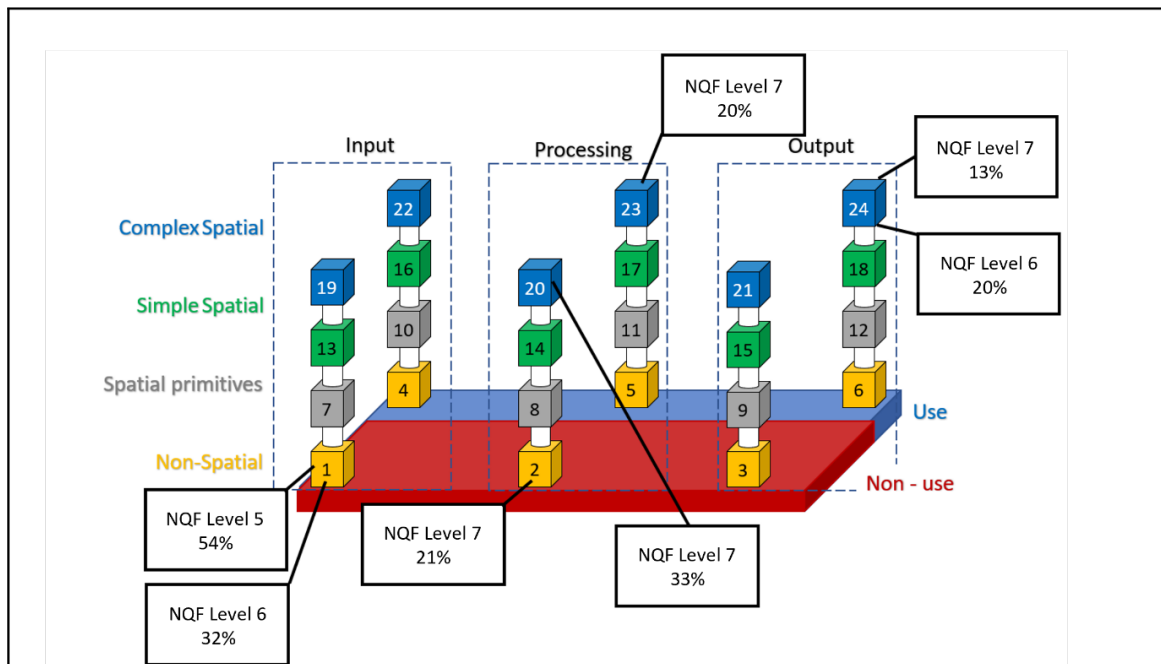 NQF Level 7
20%
NQF Level 7
13%
Input
Processing
Output
22
23
24
Complex Spatial
NQF Level 6
20%
16
17
18
19
20
21
Simple Spatial
10
11
12
13
14
15
Spatial primitives
4
5
6
7
8
9
Use
Non-Spatial
1
2
3
Non - use
NQF Level 5
54%
NQF Level 7
21%
NQF Level 7
33%
NQF Level 6
32%